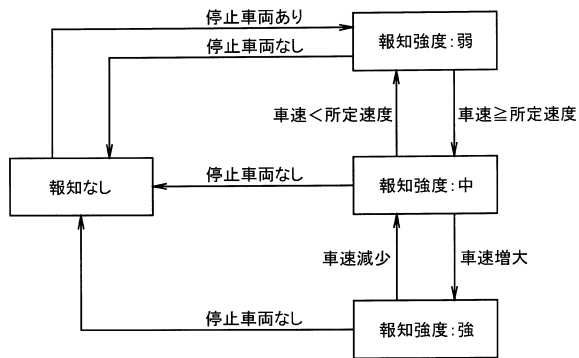 停止車両あり
報知強度:弱
停止車両なし
車速<所定速度
車速≧所定速度
報知なし
停止車両なし
報知強度:中
車速減少
車速増大
停止車両なし
報知強度:強